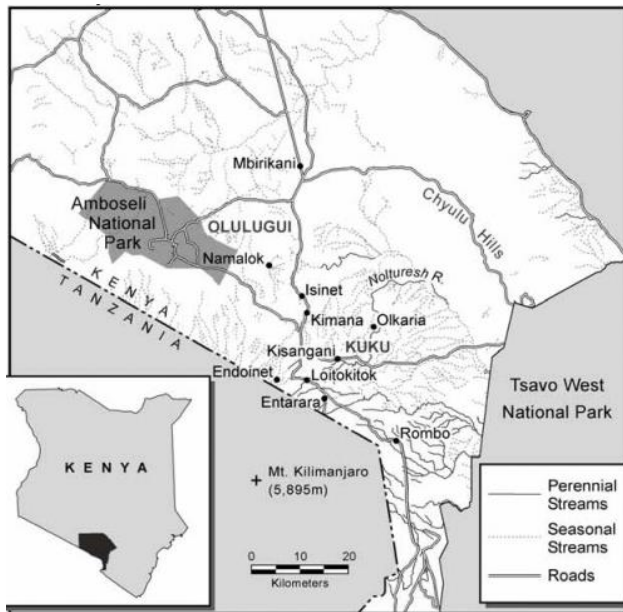 Mbirikani
Amboseli
National
Park
OLULUGUI
Namalok
Chyulu Hills
Nolturesh R.
Isinet
Kimana
Olkaria
KENYA
TANZANIA
Kisangani
KUKU
Endoinet
Loitokitok
Entarara
Tsavo West
National Park
Rombo
Mt. Kilimanjaro
(5,895m)
KENYA
0 10 20
Kilometers
Perennial
Streams
Seasonal
Streams
Roads